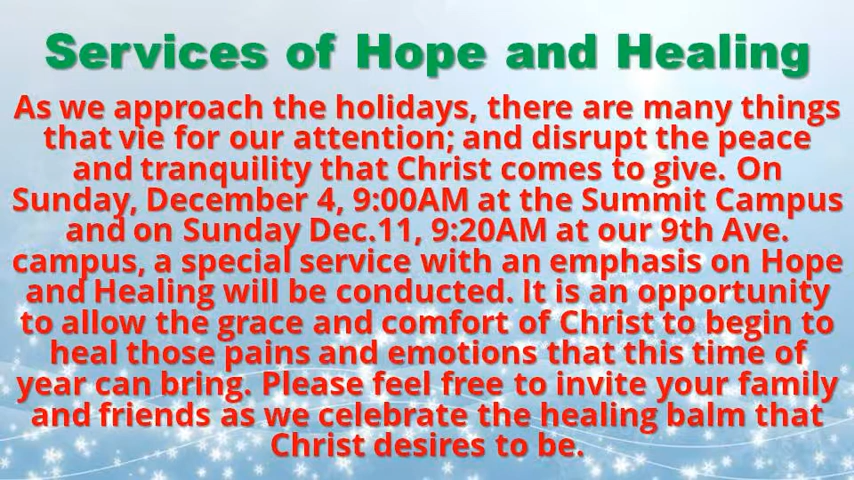 Services of Hope and Healing
As we approach the holidays, there are many things
that vie for our attention; and disrupt the peace
and tranquility that Christ comes to give. On
Sunday, December 4, 9:00AM at the Summit Campus
and on Sunday Dec.11, 9:20AM at our 9th Ave.
campus, a special service with an emphasis on Hope
and Healing will be conducted. It is an opportunity
to allow the grace and comfort of Christ to begin to
heal those pains and emotions that this time of
year can bring. Please feel free to invite your family
and friends as we celebrate the healing balm that
Christ desires to be.